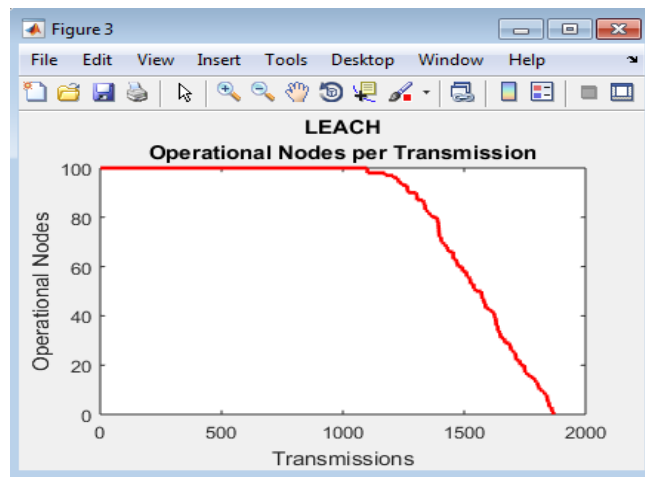 Figure 3
File Edit View Insert Tools Desktop Window Help
LEACH
Operational Nodes per Transmission
100
80
60
40
20
0
Operational Nodes
0 500 1000 1500 2000
Transmissions